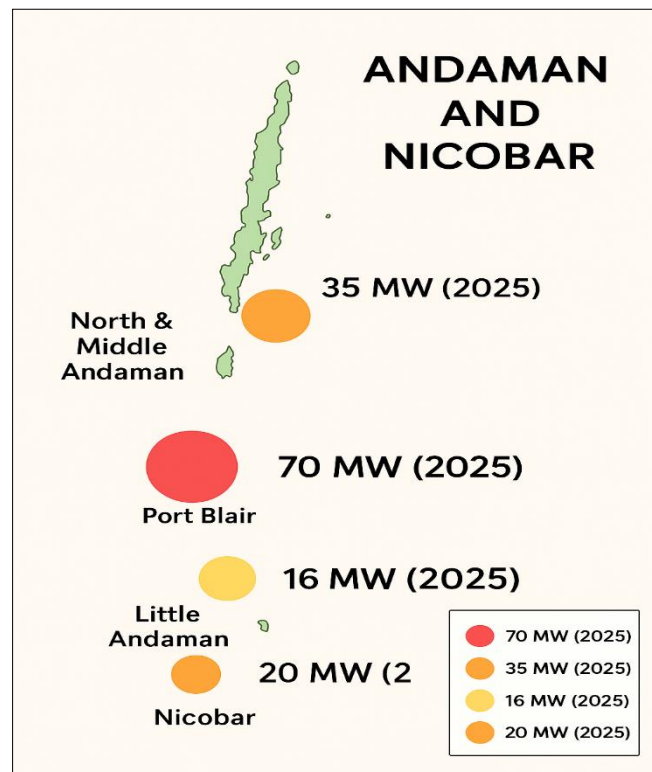 ANDAMAN
AND
NICOBAR
35 MW (2025)
North &
Middle
Andaman
70 MW (2025)
Port Blair
16 MW (2025)
Little
Andaman
20 MW (2
Nicobar
70 MW (2025)
35 MW (2025)
16 MW (2025)
20 MW (2025)